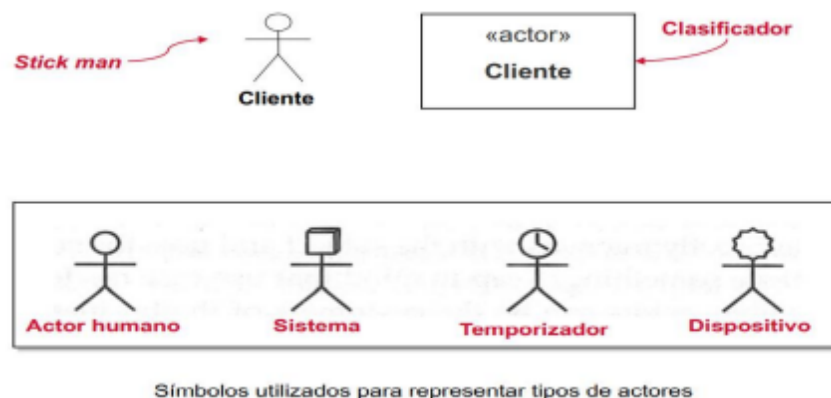 Stick man
Cliente
«actor»
Cliente
Clasificador
Actor humano
Sistema
Temporizador
Dispositivo
Símbolos utilizados para representar tipos de actores